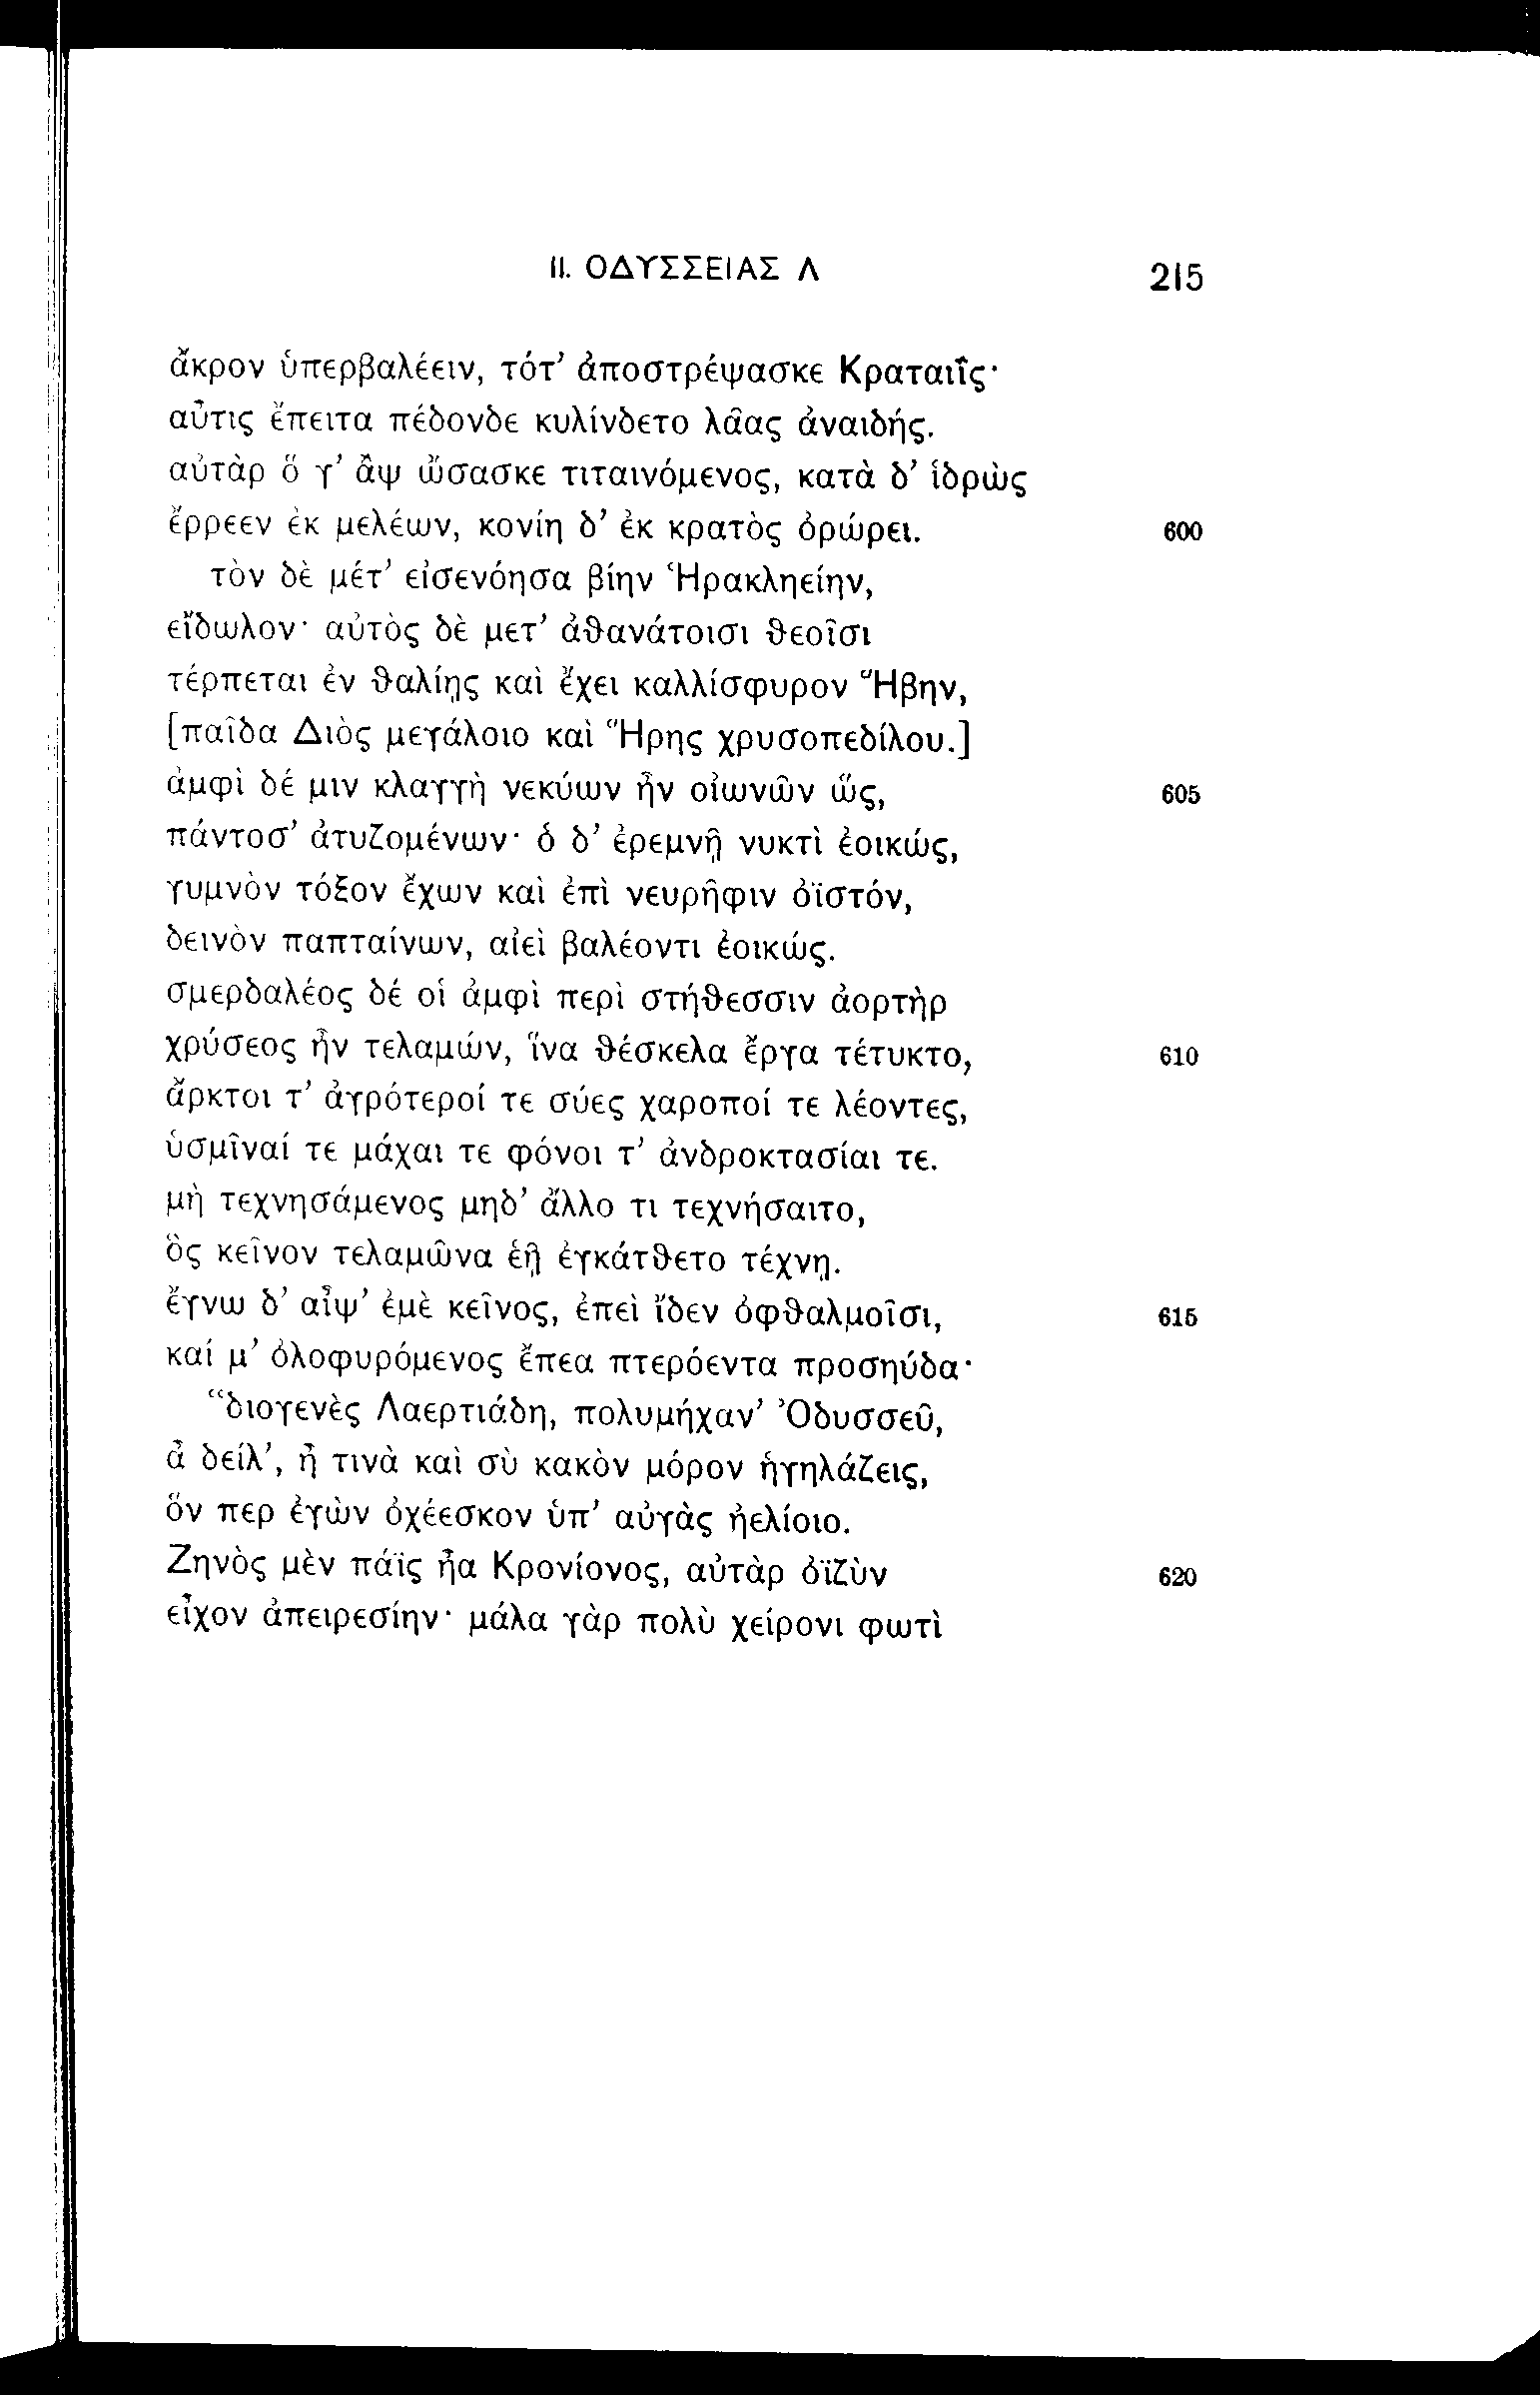 11. ΟΔΥΣΣΕΙΑΣ Λ 215
ἄκρον ὑπερβαλέειν, τότ’ ἀποστρέψασκε Κραταιΐς·
αὖτις ἔπειτα πέδονδε κυλίνδετο λᾶας ἀναιδής.
αὐτὰρ ὅ γ’ ἂψ ὤσασκε τιταινόμενος, κατὰ δ’ ἱδρὼς
ἔρρεεν ἐκ μελέων, κονίη δ’ ἐκ κρατὸς ὀρώρει. 600
τὸν δὲ μέτ’ εἰσενόησα βίην Ἡρακληείην,
εἴδωλον· αὐτὸς δὲ μετ’ ἀϑανάτοισι ϑεοῖσι
τέρπεται ἐν ϑαλίῃς καὶ ἔχει καλλίσφυρον Ἥβην,
[παῖδα Διὸς μεγάλοιο καὶ Ἥρης χρυσοπεδίλου.]
ἀμφὶ δέ μιν κλαγγὴ νεκύων ἦν οἰωνῶν ὥς, 605
πάντοσ’ ἀτυζομένων· ὁ δ’ ἐρεμνῇ νυκτὶ ἐοικώς,
γυμνὸν τόξον ἔχων καὶ ἐπὶ νευρῆφιν ὀϊστόν,
δεινὸν παπταίνων, αἰεὶ βαλέοντι ἐοικώς.
σμερδαλέος δέ οἱ ἀμφὶ περὶ στήϑεσσιν ἀορτὴρ
χρύσεος ἦν τελαμών, ἵνα ϑέσκελα ἔργα τέτυκτο, 610
ἄρκτοι τ’ ἀγρότεροί τε σύες χαροποί τε λέοντες,
ὑσμῖναί τε μάχαι τε φόνοι τ’ ἀνδροκτασίαι τε.
μὴ τεχνησάμενος μηδ’ ἄλλο τι τεχνήσαιτο,
ὃς κεῖνον τελαμῶνα ἑῇ ἐγκάτϑετο τέχνῃ.
ἔγνω δ’ αἶψ’ ἐμὲ κεῖνος, ἐπεὶ ἴδεν ὀφϑαλμοῖσι, 615
καί μ’ ὀλοφυρόμενος ἔπεα πτερόεντα προσηύδα·
“διογενὲς Λαερτιάδη, πολυμήχαν’ Ὀδυσσεῦ,
ἆ δείλ’, ἦ τινὰ καὶ σὺ κακὸν μόρον ἡγηλάζεις,
ὅν περ ἐγὼν ὀχέεσκον ὑπ’ αὐγὰς ἠελίοιο.
Ζηνὸς μὲν πάϊς ἦα Κρονίονος, αὐτὰρ ὀϊζὺν 620
εἶχον ἀπειρεσίην· μάλα γὰρ πολὺ χείρονι φωτὶ